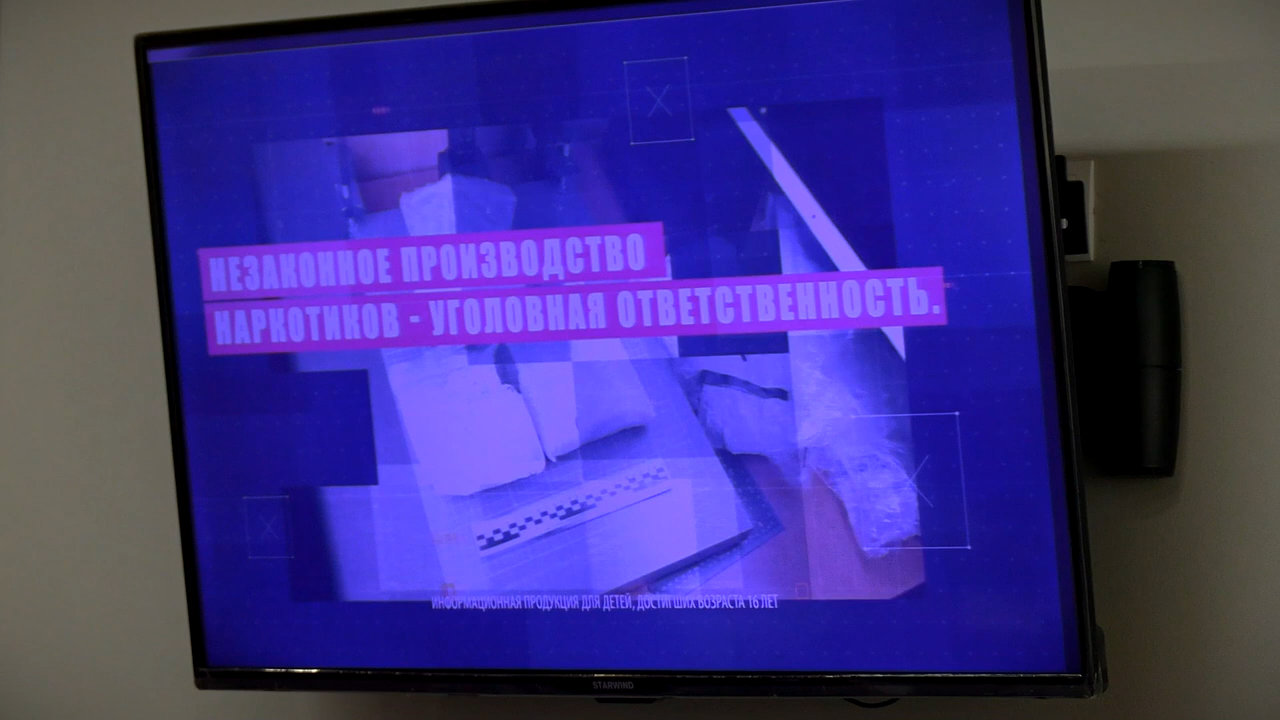 НЕЗАКОННОЕ ПРОИЗВОДСТВО
НАРКОТИКОВ - УГОЛОВНАЯ ОТВЕТСТВЕННОСТЬ.
ИНФОРМАЦИОННАЯ ПРОДУКЦИЯ ДЛЯ ДЕТЕЙ, ДОСТИГШИХ ВОЗРАСТА 16 ЛЕТ
STARWIND